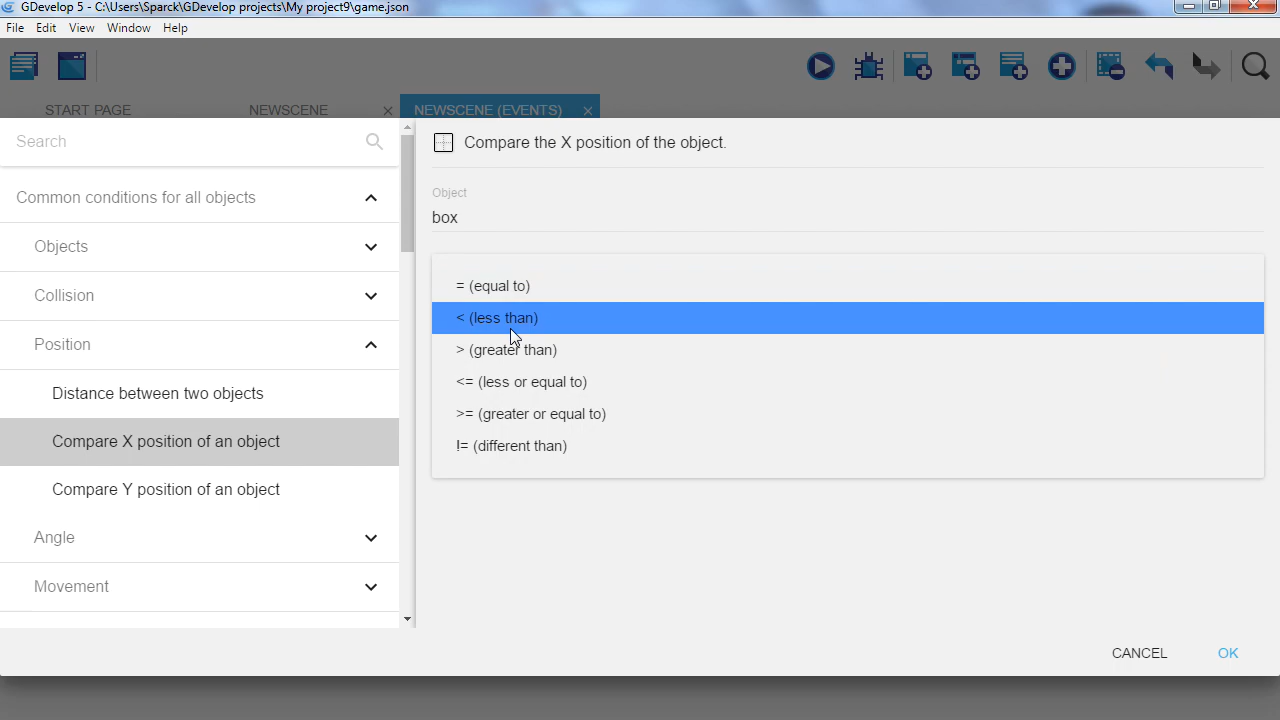 GDevelop 5 - C:\Users\Sparck\GDevelop projects\My project9\game.json
File Edit View Window Help
START PAGE NEWSCENE NEWSCENE (EVENTS)
Search
Common conditions for all objects
Objects
Collision
Position
Distance between two objects
Compare X position of an object
Compare Y position of an object
Angle
Movement
Compare the X position of the object.
Object
box
= (equal to)
< (less than)
> (greater than)
<= (less or equal to)
>= (greater or equal to)
!= (different than)
CANCEL OK